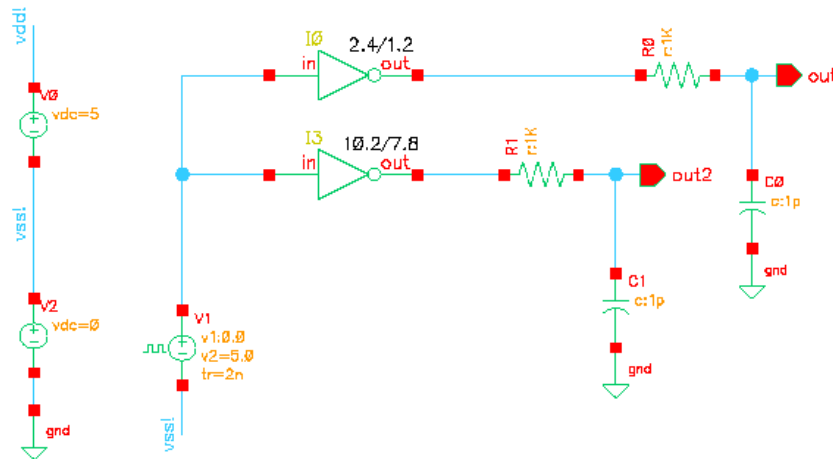 vdd!
V0
vdc=5
vss!
V2
vdc=0
gnd
I0
2.4/1.2
in
out
R0
r:1K
out
I3
10.2/7.8
in
out
R1
r:1K
out2
C0
c:1p
gnd
C1
c:1p
gnd
V1
v1:0.0
v2=5.0
tr=2n
vss!